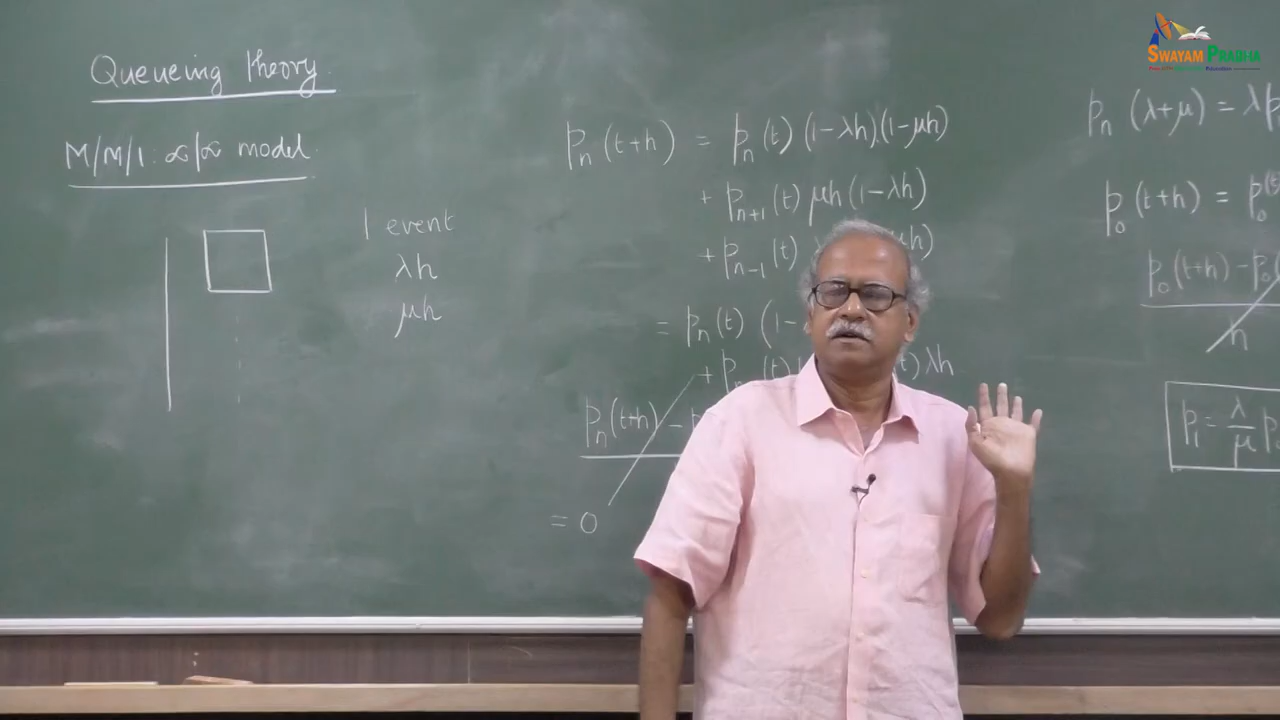 Queueing theory
M/M/1: ∝/∝ model
1 event
λh
μh
pₙ(t+h) = pₙ(t) (1-λh).(1-μh)
+ pₙ₊₁(t) μh (1-λh)
+ pₙ₋₁(t)
= pₙ(t) (1-
(t) λh
pₙ(t+h) -
= 0
pₙ (λ+μ) = λp
p₀(t+h) = p₀(t)
p₀(t+h) - p₀(
h
p₁ = λ/μ p
SWAYAM PRABHA